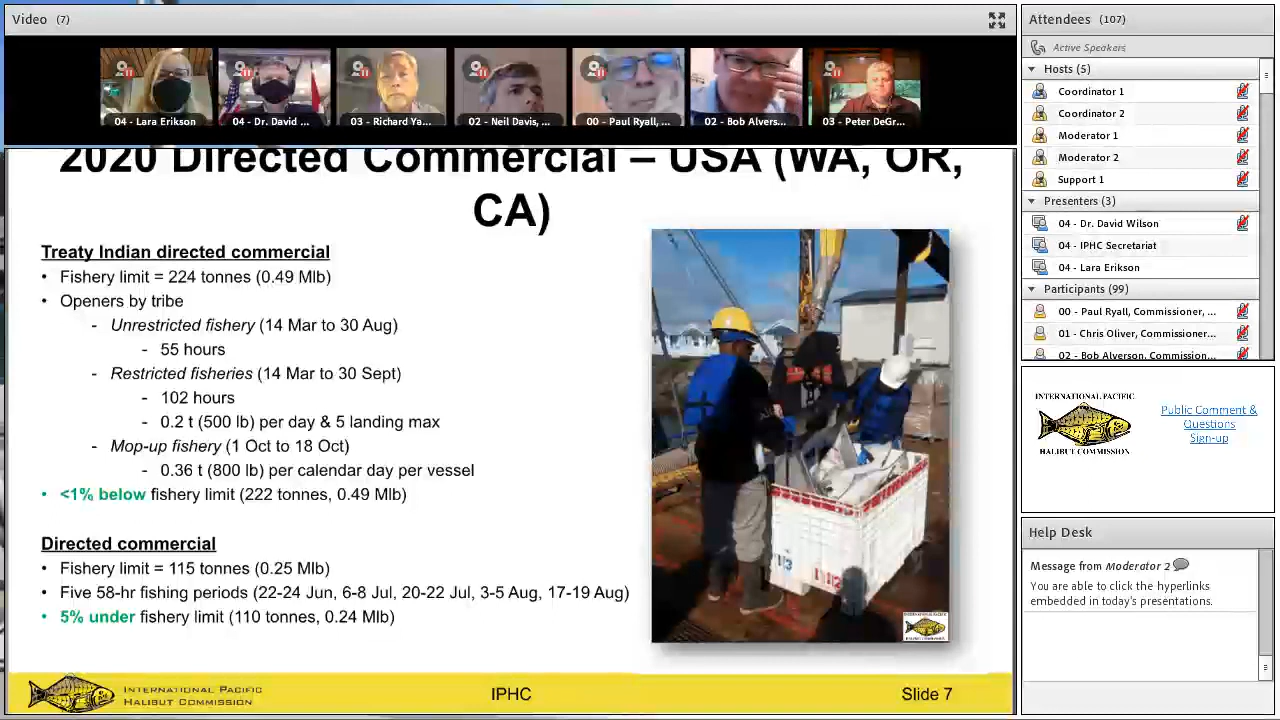 Video (7)
04 - Lara Erikson
04 - Dr. David ...
03 - Richard Ya...
02 - Neil Davis, ...
00 - Paul Ryall, ...
02 - Bob Alvers...
03 - Peter DeGr...
2020 Directed Commercial – USA (WA, OR,
CA)
Treaty Indian directed commercial
• Fishery limit = 224 tonnes (0.49 Mlb)
• Openers by tribe
- Unrestricted fishery (14 Mar to 30 Aug)
- 55 hours
- Restricted fisheries (14 Mar to 30 Sept)
- 102 hours
- 0.2 t (500 lb) per day & 5 landing max
- Mop-up fishery (1 Oct to 18 Oct)
- 0.36 t (800 lb) per calendar day per vessel
• <1% below fishery limit (222 tonnes, 0.49 Mlb)
Directed commercial
• Fishery limit = 115 tonnes (0.25 Mlb)
• Five 58-hr fishing periods (22-24 Jun, 6-8 Jul, 20-22 Jul, 3-5 Aug, 17-19 Aug)
• 5% under fishery limit (110 tonnes, 0.24 Mlb)
INTERNATIONAL PACIFIC
HALIBUT COMMISSION
IPHC
Slide 7
Attendees (107)
Active Speakers
Hosts (5)
Coordinator 1
Coordinator 2
Moderator 1
Moderator 2
Support 1
Presenters (3)
04 - Dr. David Wilson
04 - IPHC Secretariat
04 - Lara Erikson
Participants (99)
00 - Paul Ryall, Commissioner, ...
01 - Chris Oliver, Commissioner...
02 - Bob Alverson, Commission...
INTERNATIONAL PACIFIC
HALIBUT COMMISSION
Public Comment &
Questions
Sign-up
Help Desk
Message from Moderator 2
You are able to click the hyperlinks
embedded in today's presentations.